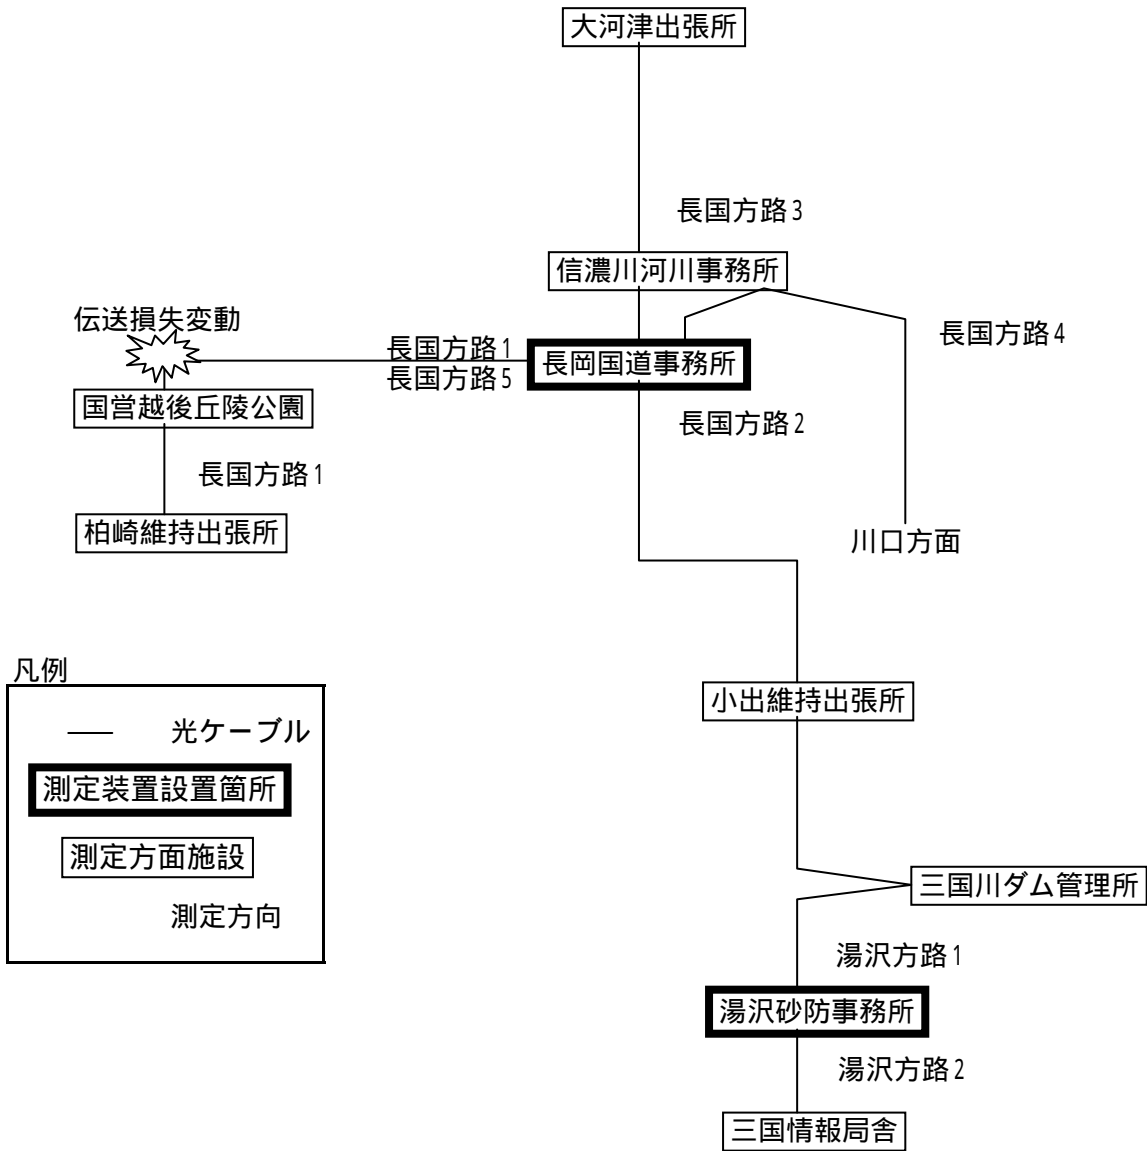 大河津出張所
長国方路3
信濃川河川事務所
伝送損失変動
長国方路4
長国方路1
長岡国道事務所
長国方路5
国営越後丘陵公園
長国方路2
長国方路1
柏崎維持出張所
川口方面
凡例
小出維持出張所
光ケーブル
測定装置設置箇所
測定方面施設
三国川ダム管理所
測定方向
湯沢方路1
湯沢砂防事務所
湯沢方路2
三国情報局舎